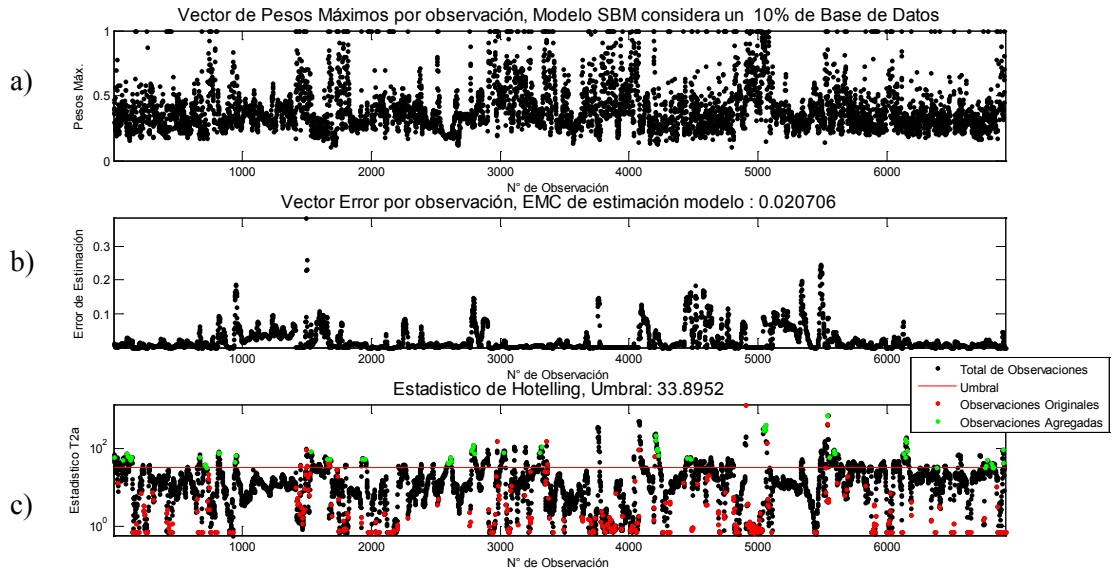 Vector de Pesos Máximos por observación, Modelo SBM considera un 10% de Base de Datos
a)
Pesos Máx.
1
0.5
0
1000 2000 3000 4000 5000 6000
N° de Observación
Vector Error por observación, EMC de estimación modelo : 0.020706
b)
Error de Estimación
0.3
0.2
0.1
1000 2000 3000 4000 5000 6000
N° de Observación
Estadistico de Hotelling, Umbral: 33.8952
Total de Observaciones
Umbral
Observaciones Originales
Observaciones Agregadas
c)
Estadistico T2a
10²
10⁰
1000 2000 3000 4000 5000 6000
N° de Observación